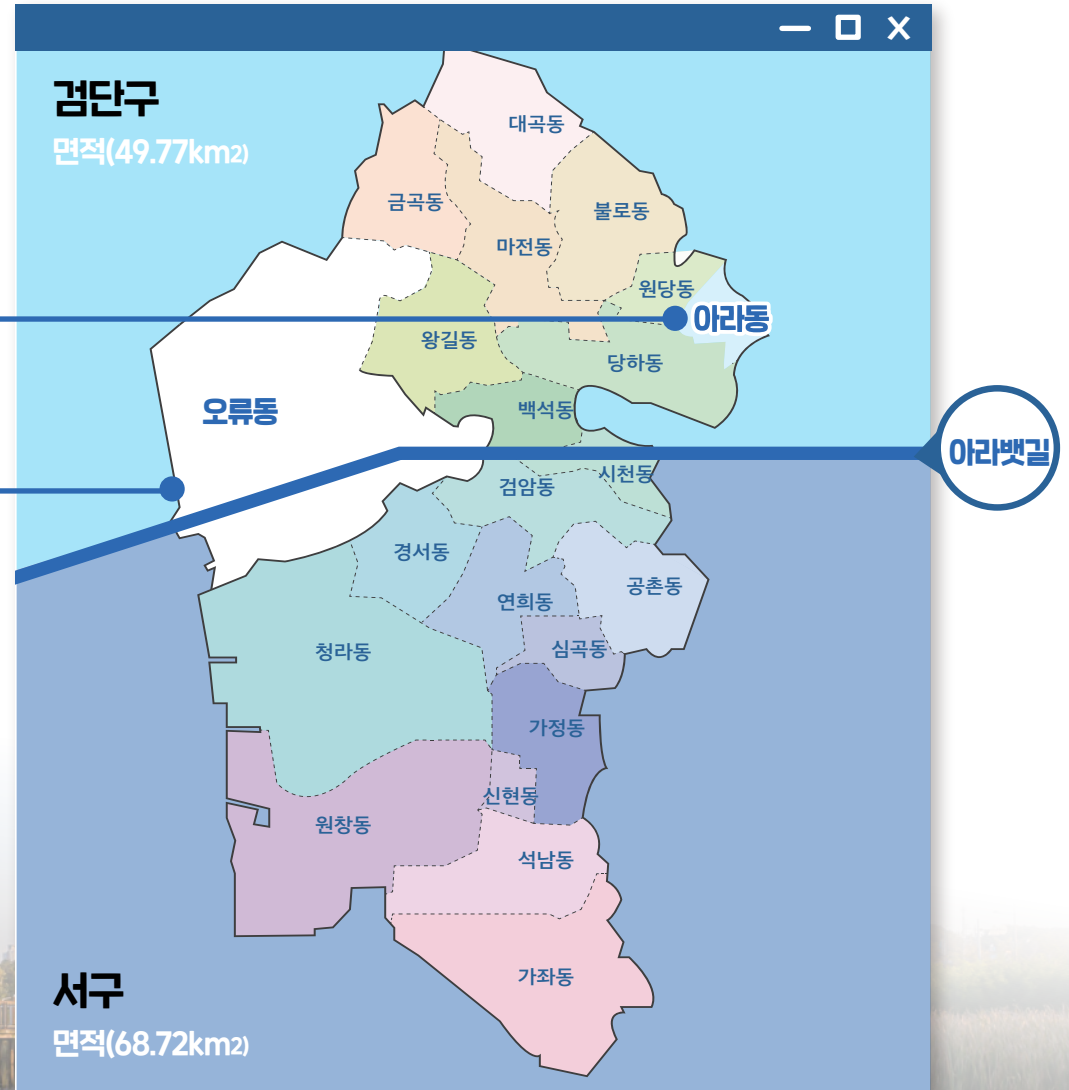 검단구
면적(49.77km2)
대곡동
금곡동
불로동
마전동
원당동
아라동
왕길동
당하동
오류동
백석동
아라뱃길
시천동
검암동
경서동
공촌동
연희동
심곡동
청라동
가정동
신현동
원창동
석남동
가좌동
서구
면적(68.72km2)